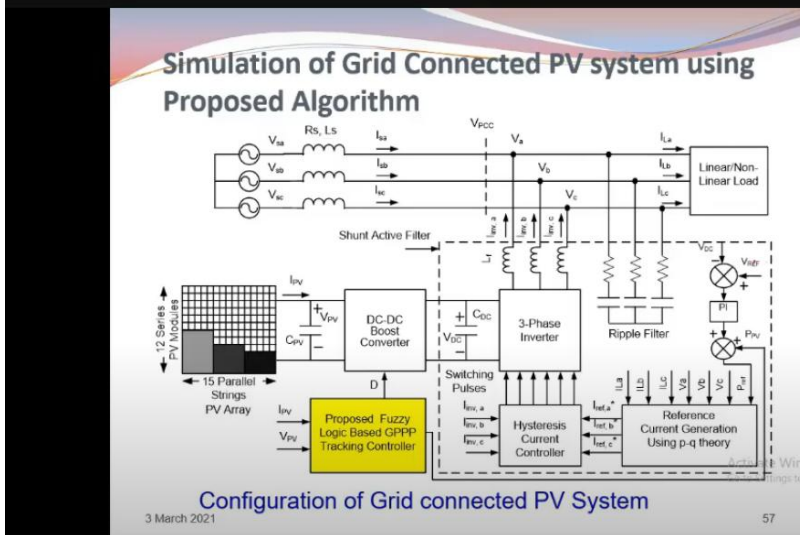 Simulation of Grid Connected PV system using
Proposed Algorithm
Rs, Ls
Vsa
Isa
VPCC
Va
ILa
Vsb
Isb
Vb
ILb
Vsc
Isc
Vc
ILc
Linear/Non-
Linear Load
Shunt Active Filter
Iinv, a
Iinv, b
Iinv, c
Lf
VDC
VREF
PI
PPV
12 Series
PV Modules
IPV
+
VPV
CPV
−
DC-DC
Boost
Converter
+
CDC
VDC
−
3-Phase
Inverter
Ripple Filter
15 Parallel
Strings
PV Array
D
Switching
Pulses
ILa
ILb
ILc
Va
Vb
Vc
Pref
IPV
VPV
Proposed Fuzzy
Logic Based GPPP
Tracking Controller
Iinv, a
Iinv, b
Iinv, c
Hysteresis
Current
Controller
Iref,a*
Iref, b*
Iref, c*
Reference
Current Generation
Using p-q theory
Configuration of Grid connected PV System
3 March 2021
57